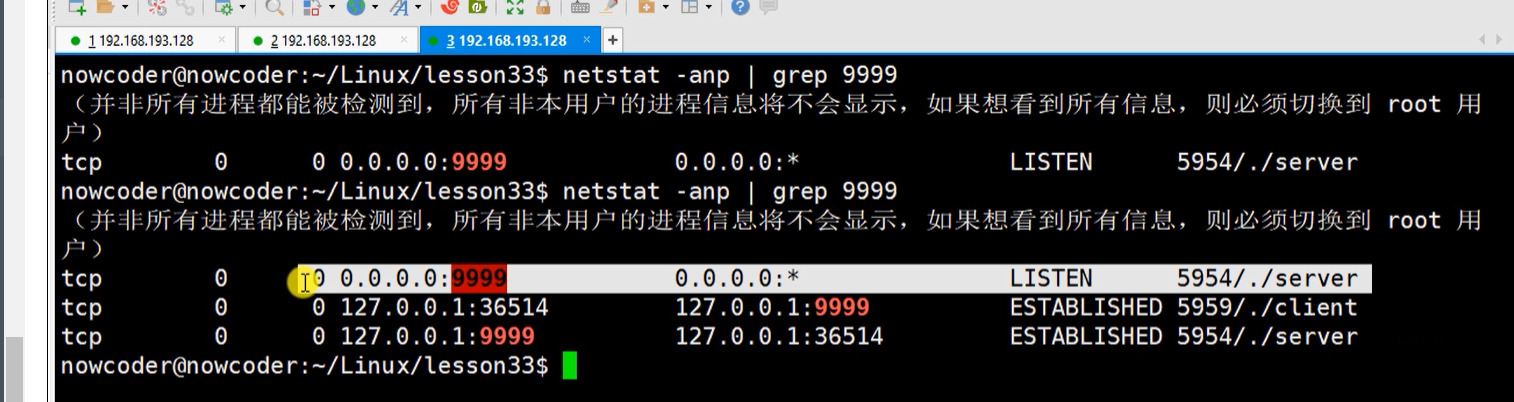 1 192.168.193.128 × 2 192.168.193.128 × 3 192.168.193.128 × +
nowcoder@nowcoder:~/Linux/lesson33$ netstat -anp | grep 9999
（并非所有进程都能被检测到，所有非本用户的进程信息将不会显示，如果想看到所有信息，则必须切换到 root 用
户）
tcp 0 0 0.0.0.0:9999 0.0.0.0:* LISTEN 5954/./server
nowcoder@nowcoder:~/Linux/lesson33$ netstat -anp | grep 9999
（并非所有进程都能被检测到，所有非本用户的进程信息将不会显示，如果想看到所有信息，则必须切换到 root 用
户）
tcp 0 0 0.0.0.0:9999 0.0.0.0:* LISTEN 5954/./server
tcp 0 0 127.0.0.1:36514 127.0.0.1:9999 ESTABLISHED 5959/./client
tcp 0 0 127.0.0.1:9999 127.0.0.1:36514 ESTABLISHED 5954/./server
nowcoder@nowcoder:~/Linux/lesson33$